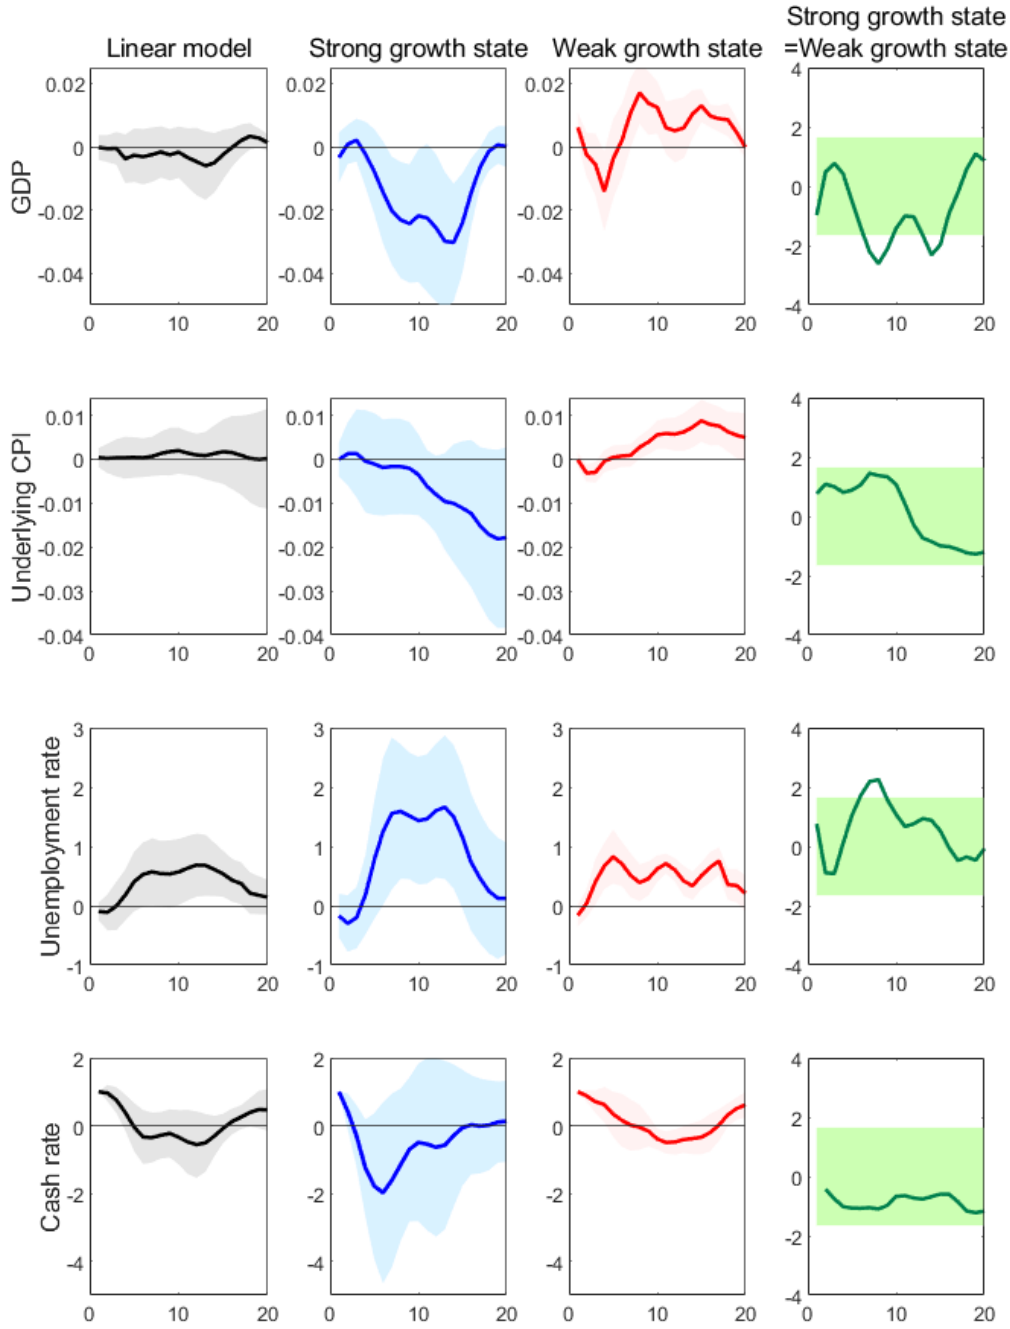 Strong growth state
Linear model Strong growth state Weak growth state =Weak growth state
GDP
0.02 0 -0.02 -0.04
0 10 20
0.02 0 -0.02 -0.04
0 10 20
0.02 0 -0.02 -0.04
0 10 20
4 2 0 -2 -4
0 10 20
Underlying CPI
0.01 0 -0.01 -0.02 -0.03 -0.04
0 10 20
0.01 0 -0.01 -0.02 -0.03 -0.04
0 10 20
0.01 0 -0.01 -0.02 -0.03 -0.04
0 10 20
4 2 0 -2 -4
0 10 20
Unemployment rate
3 2 1 0 -1
0 10 20
3 2 1 0 -1
0 10 20
3 2 1 0 -1
0 10 20
4 2 0 -2 -4
0 10 20
Cash rate
2 0 -2 -4
0 10 20
2 0 -2 -4
0 10 20
2 0 -2 -4
0 10 20
4 2 0 -2 -4
0 10 20